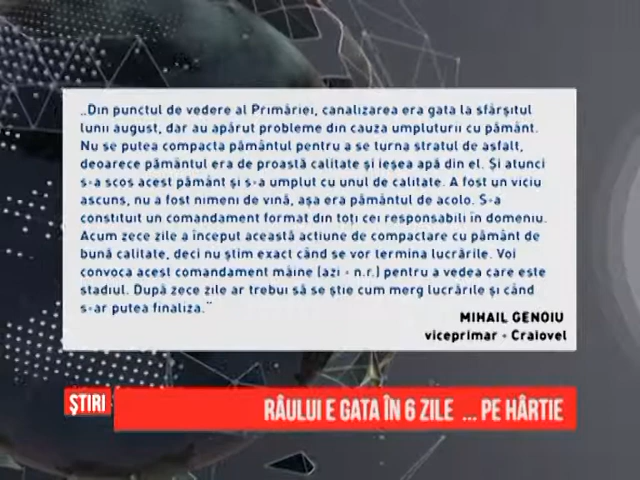 „Din punctul de vedere al Primăriei, canalizarea era gata la sfârșitul
lunii august, dar au apărut probleme din cauza umpluturii cu pământ.
Nu se putea compacta pământul pentru a se turna stratul de asfalt,
deoarece pământul era de proastă calitate și ieșea apă din el. Și atunci
s-a scos acest pământ și s-a umplut cu unul de calitate. A fost un viciu
ascuns, nu a fost nimeni de vină, așa era pământul de acolo. S-a
constituit un comandament format din toți cei responsabili în domeniu.
Acum zece zile a început această actiune de compactare cu pământ de
bună calitate, deci nu știm exact când se vor termina lucrările. Voi
convoca acest comandament mâine (azi - n.r.) pentru a vedea care este
stadiul. După zece zile ar trebui să se știe cum merg lucrările și când
s-ar putea finaliza.”
MIHAIL GENOIU
viceprimar - Craiovel
ȘTIRI
RÂULUI E GATA ÎN 6 ZILE ... PE HÂRTIE